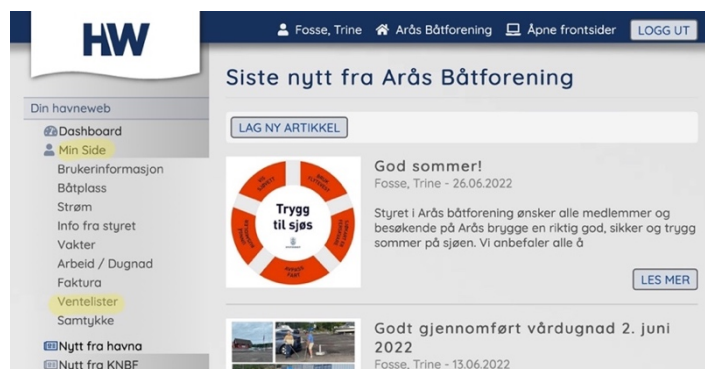 HW
Fosse, Trine
Arås Båtforening
Åpne frontsider
LOGG UT
Din havneweb
Dashboard
Min Side
Brukerinformasjon
Båtplass
Strøm
Info fra styret
Vakter
Arbeid / Dugnad
Faktura
Ventelister
Samtykke
Nytt fra havna
Nytt fra KNBF
Siste nytt fra Arås Båtforening
LAG NY ARTIKKEL
Trygg
til sjøs
God sommer!
Fosse, Trine - 26.06.2022
Styret i Arås båtforening ønsker alle medlemmer og
besøkende på Arås brygge en riktig god, sikker og trygg
sommer på sjøen. Vi anbefaler alle å
LES MER
Godt gjennomført vårdugnad 2. juni
2022
Fosse, Trine - 13.06.2022